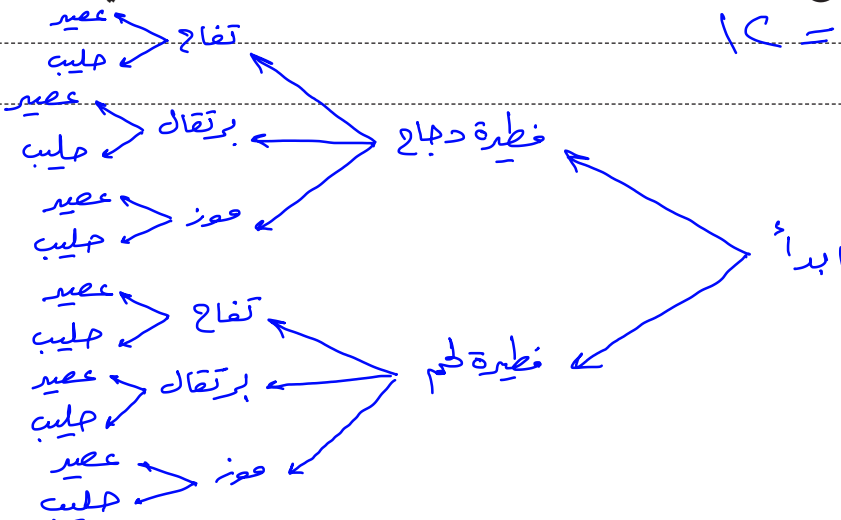 = ١٢
ابدأ
فطيرة دجاج
تفاح
عصير
حليب
برتقال
عصير
حليب
موز
عصير
حليب
فطيرة لحم
تفاح
عصير
حليب
برتقال
عصير
حليب
موز
عصير
حليب